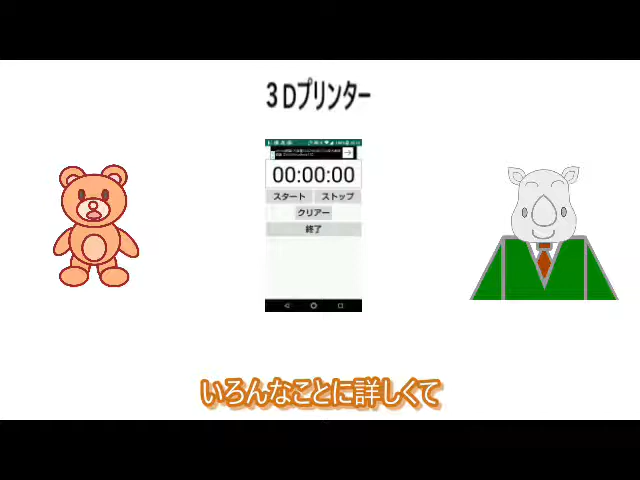 3Dプリンター
00:00:00
スタート ストップ
クリアー
終了
いろんなことに詳しくて